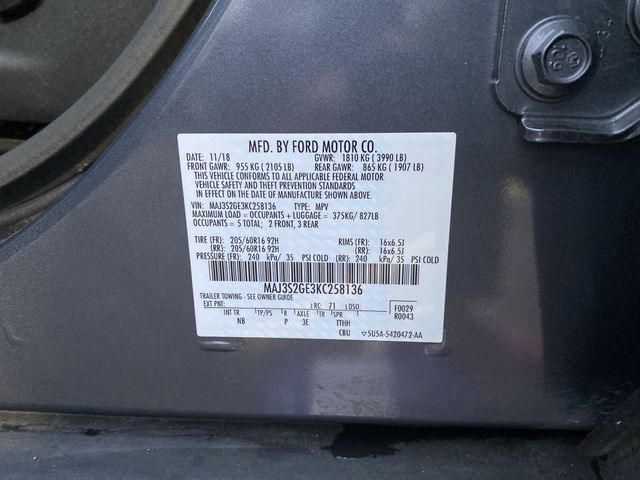 MFD. BY FORD MOTOR CO.
DATE: 11/18 GVWR: 1810 KG ( 3990 LB)
FRONT GAWR: 955 KG ( 2105 LB) REAR GAWR: 865 KG ( 1907 LB)
THIS VEHICLE CONFORMS TO ALL APPLICABLE FEDERAL MOTOR
VEHICLE SAFETY AND THEFT PREVENTION STANDARDS
IN EFFECT ON THE DATE OF MANUFACTURE SHOWN ABOVE.
VIN: MAJ3S2GE3KC258136 TYPE: MPV
MAXIMUM LOAD = OCCUPANTS + LUGGAGE = 375KG/ 827LB
OCCUPANTS = 5 TOTAL: 2 FRONT, 3 REAR
TIRE (FR): 205/60R16 92H RIMS (FR): 16x6.5J
(RR): 205/60R16 92H (RR): 16x6.5J
PRESSURE (FR): 240 kPa/ 35 PSI COLD (RR): 240 kPa/ 35 PSI COLD
MAJ3S2GE3KC258136
TRAILER TOWING - SEE OWNER GUIDE
EXT PNT: RC: 71 DSO: F0029
R0043
INT TR TP/PS R AXLE TR SPR
NB P 3E TTHH
CBU 5U5A-5420472-AA